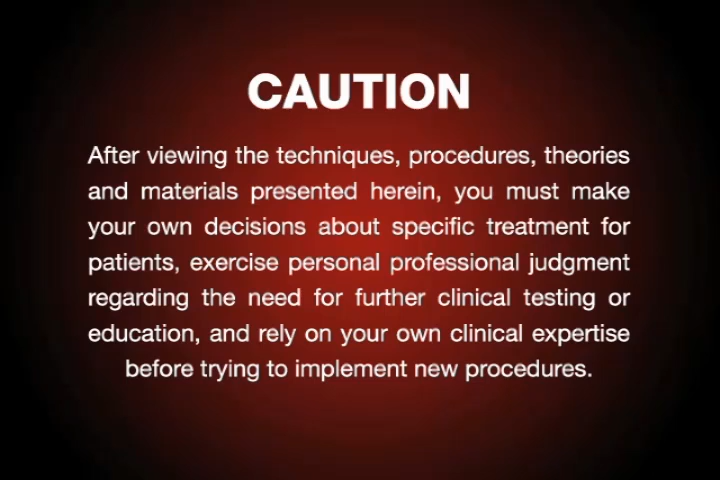 CAUTION
After viewing the techniques, procedures, theories
and materials presented herein, you must make
your own decisions about specific treatment for
patients, exercise personal professional judgment
regarding the need for further clinical testing or
education, and rely on your own clinical expertise
before trying to implement new procedures.